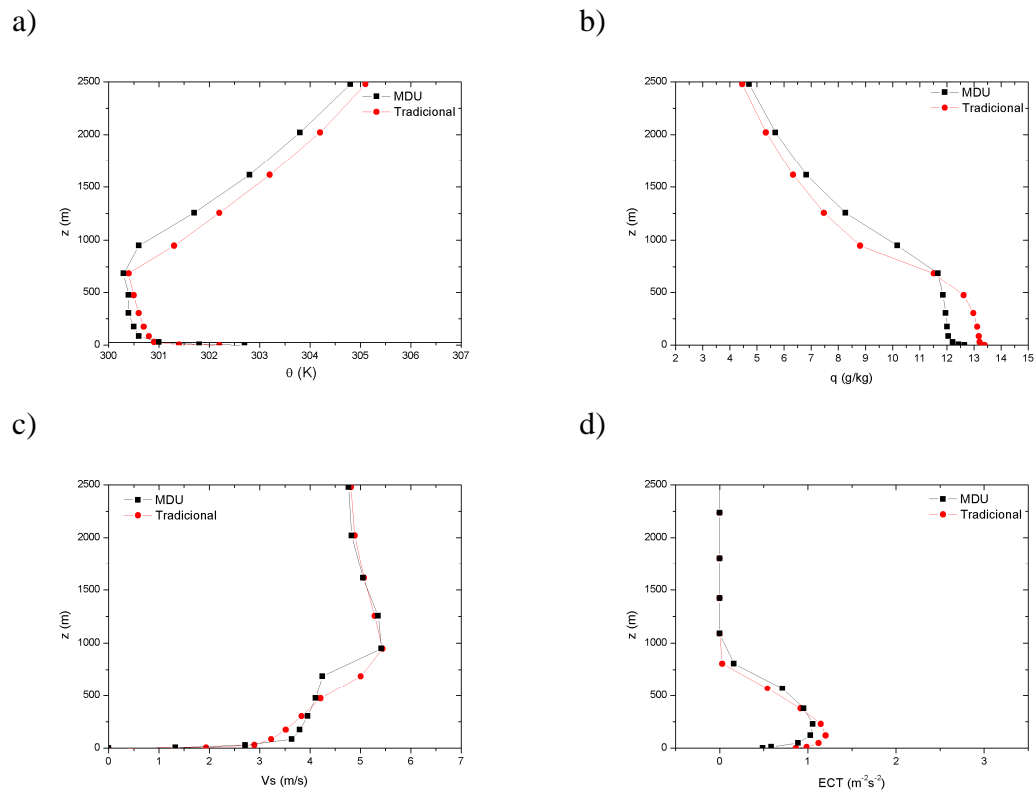 a)
2500
2000
1500
1000
500
0
z (m)
MDU
Tradicional
300 301 302 303 304 305 306 307
θ (K)
b)
2500
2000
1500
1000
500
0
z (m)
MDU
Tradicional
2 3 4 5 6 7 8 9 10 11 12 13 14 15
q (g/kg)
c)
2500
2000
1500
1000
500
0
z (m)
MDU
Tradicional
0 1 2 3 4 5 6 7
Vs (m/s)
d)
2500
2000
1500
1000
500
0
z (m)
MDU
Tradicional
0 1 2 3
ECT (m⁻²s⁻²)